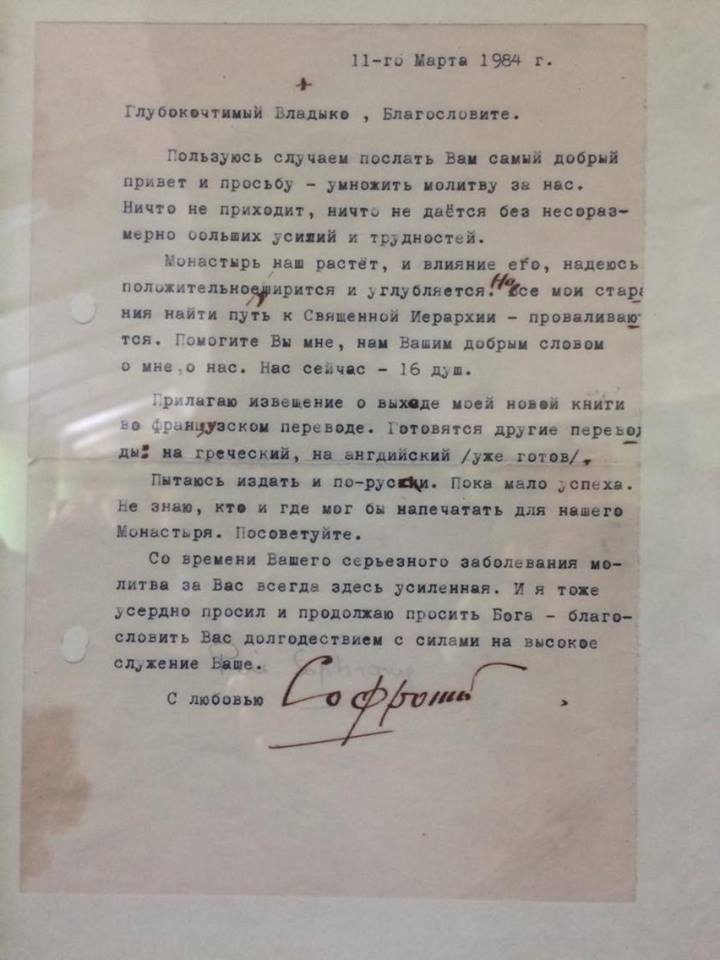 11-го Марта 1984 г.
+
Глубокочтимый Владыко , Благословите.
Пользуюсь случаем послать Вам самый добрый
привет и просьбу - умножить молитву за нас.
Ничто не приходит, ничто не даётся без несораз-
мерно больших усилий и трудностей.
Монастырь наш растёт, и влияние его, надеюсь
положительное, ширится и углубляется. Но все мои стара
ния найти путь к Священной Иерархии - проваливаю
тся. Помогите Вы мне, нам Вашим добрым словом
о мне, о нас. Нас сейчас - 16 душ.
Прилагаю извещение о выходе моей новой книги
во французском переводе. Готовятся другие перево
ды: на греческий, на ангдийский /уже готов/.
Пытаюсь издать и по-русски. Пока мало успеха.
Не знаю, кто и где мог бы напечатать для нашего
Монастыря. Посоветуйте.
Со времени Вашего серьезного заболевания мо-
литва за Вас всегда здесь усиленная. И я тоже
усердно просил и продолжаю просить Бога - благо-
словить Вас долгодествием с силами на высокое
служение Ваше.
С любовью Софроний